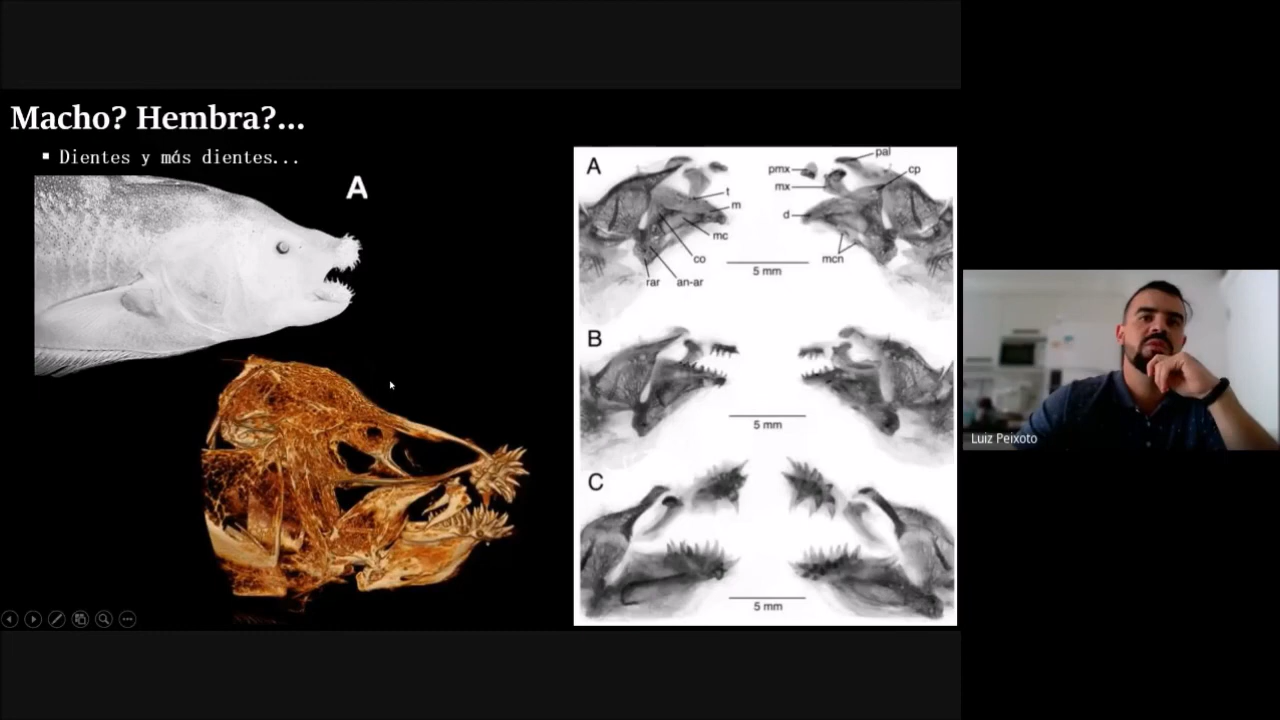 Macho? Hembra?...
▪ Dientes y más dientes...
A
A
pal
pmx
cp
t
mx
m
d
mc
co
mcn
rar
an-ar
5 mm
B
5 mm
C
5 mm
Luiz Peixoto